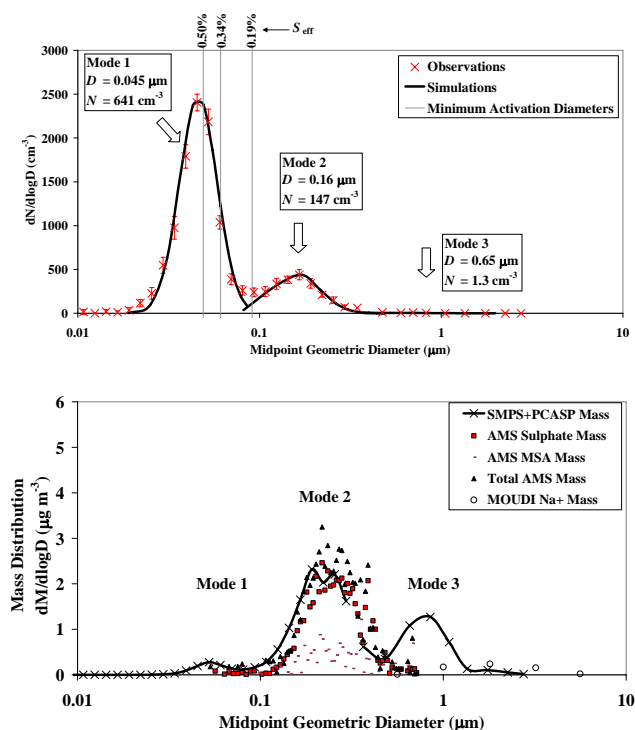 0.50%
0.34%
0.19%
S eff
Mode 1
D = 0.045 μm
N = 641 cm-3
× Observations
Simulations
Minimum Activation Diameters
Mode 2
D = 0.16 μm
N = 147 cm-3
Mode 3
D = 0.65 μm
N = 1.3 cm-3
dN/dlogD (cm-3)
3000
2500
2000
1500
1000
500
0
0.01 0.1 1 10
Midpoint Geometric Diameter (μm)
SMPS+PCASP Mass
AMS Sulphate Mass
AMS MSA Mass
Total AMS Mass
MOUDI Na+ Mass
Mode 1
Mode 2
Mode 3
Mass Distribution
dM/dlogD (μg m-3)
6
5
4
3
2
1
0
0.01 0.1 1 10
Midpoint Geometric Diameter (μm)